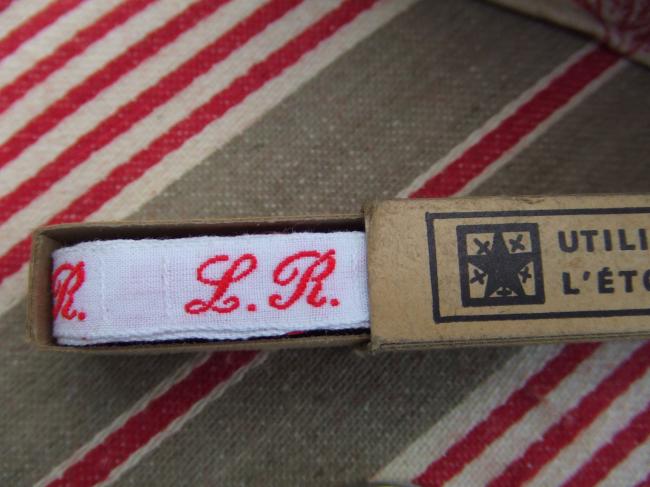 R.
L. R.
UTILI
L'ÉTO